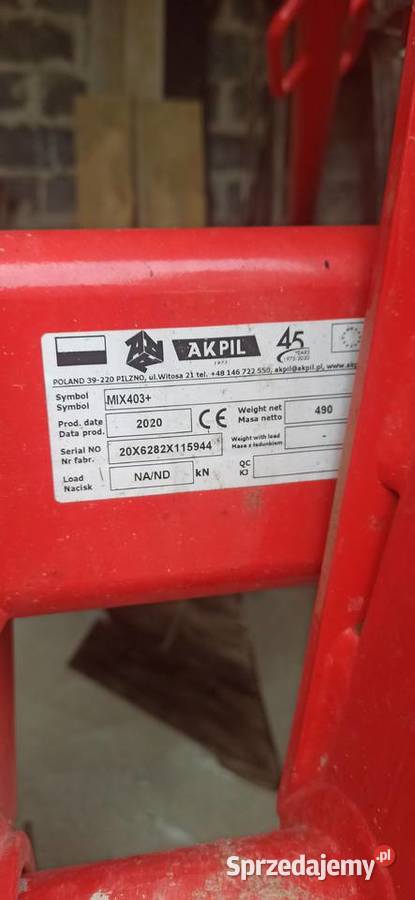 AKPIL
1975
45 YEARS
1975-2020
POLAND 39-220 PILZNO, ul.Witosa 21 tel. +48 146 722 550, akpil@akpil.pl, www.akp
Symbol MIX403+
Symbol
Prod. date 2020 CE Weight net 490
Data prod. Masa netto
Serial NO 20X6282X115944 Weight with load -
Nr fabr. Masa z ładunkiem
Load NA/ND kN QC
Nacisk KJ
Sprzedajemy.pl